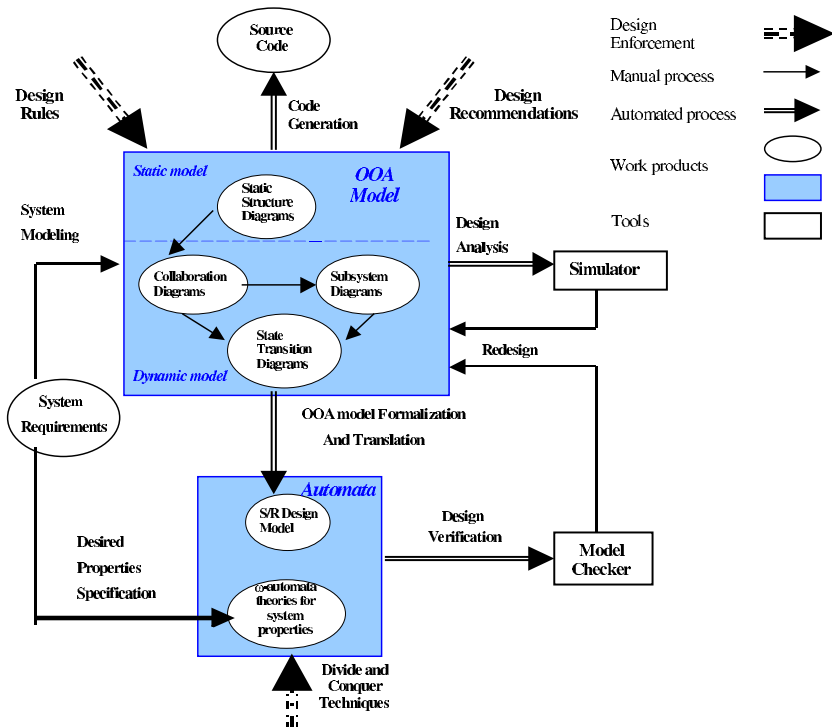 Source
Code
Design
Rules
Code
Generation
Design
Recommendations
Design
Enforcement
Manual process
Automated process
Work products
Tools
Static model
OOA
Model
Static
Structure
Diagrams
System
Modeling
Collaboration
Diagrams
Subsystem
Diagrams
State
Transition
Diagrams
Dynamic model
Design
Analysis
Simulator
Redesign
System
Requirements
OOA model Formalization
And Translation
Automata
S/R Design
Model
Design
Verification
Model
Checker
Desired
Properties
Specification
ω-automata
theories for
system
properties
Divide and
Conquer
Techniques